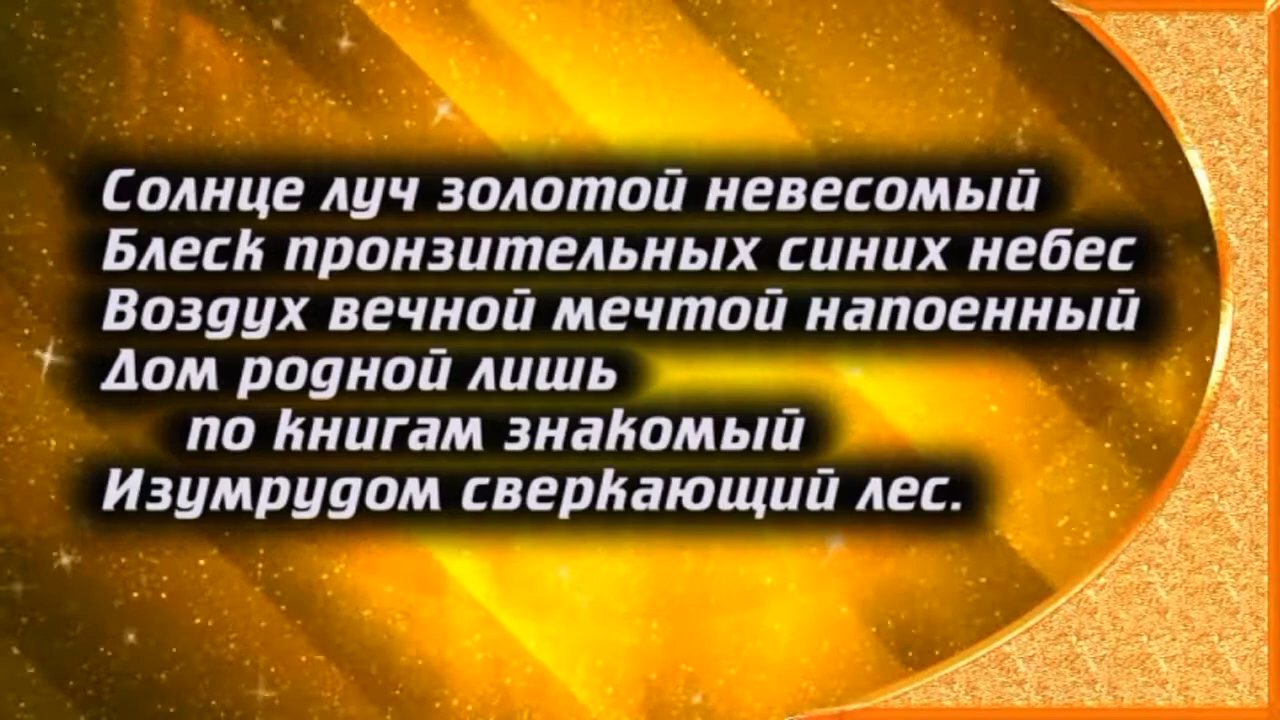 Солнце луч золотой невесомый
Блеск пронзительных синих небес
Воздух вечной мечтой напоенный
Дом родной лишь
по книгам знакомый
Изумрудом сверкающий лес.